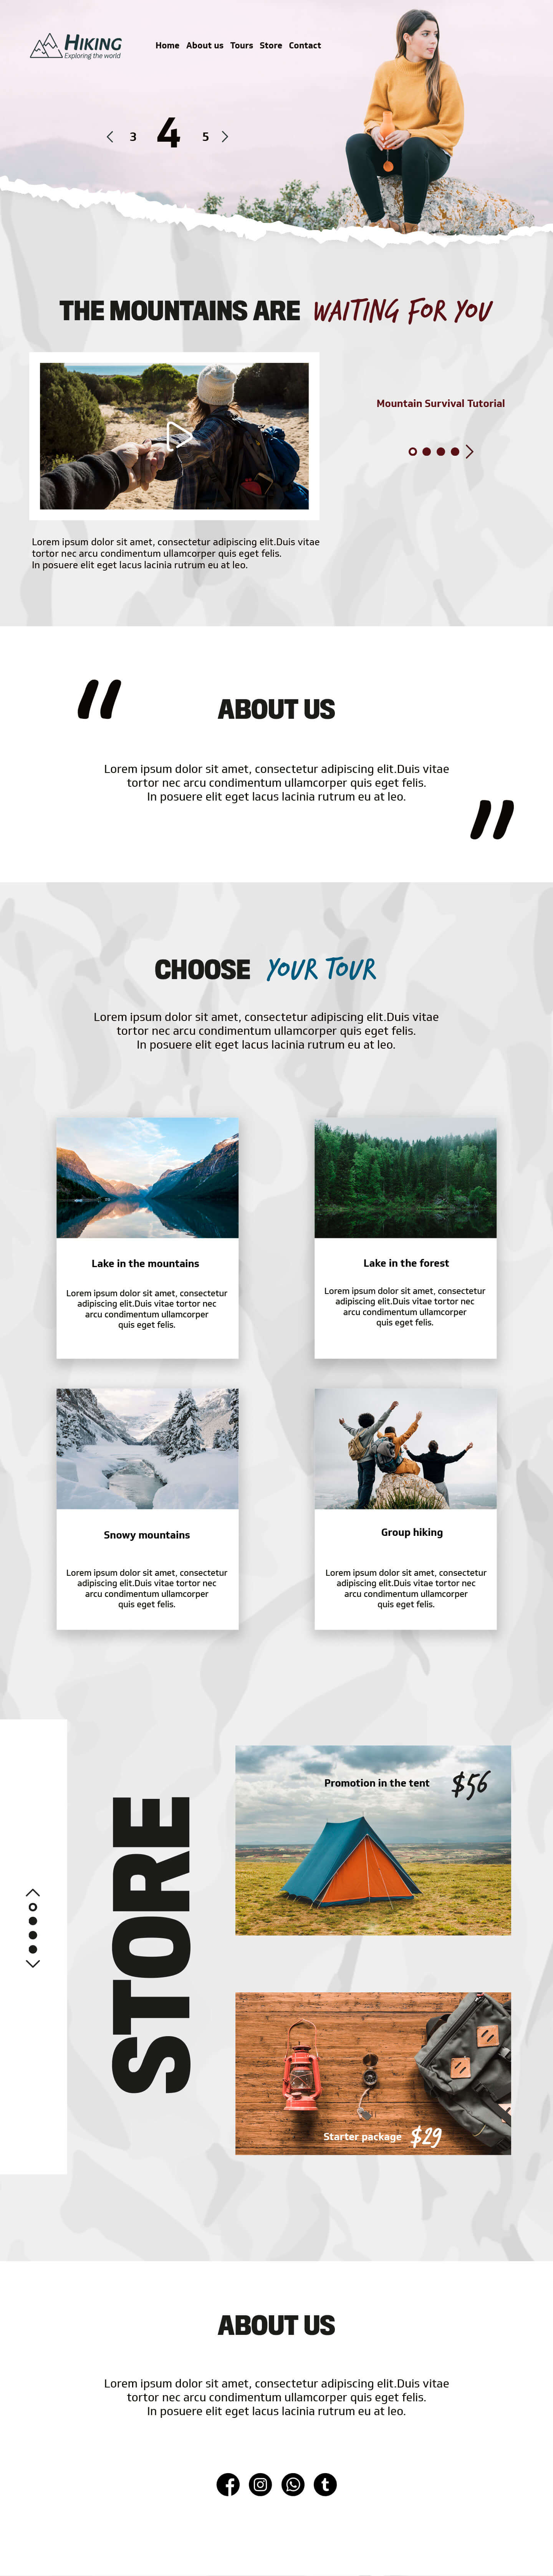 HIKING
Exploring the world
Home About us Tours Store Contact
3 4 5
THE MOUNTAINS ARE WAITING FOR YOU
Mountain Survival Tutorial
Lorem ipsum dolor sit amet, consectetur adipiscing elit.Duis vitae
tortor nec arcu condimentum ullamcorper quis eget felis.
In posuere elit eget lacus lacinia rutrum eu at leo.
"
ABOUT US
Lorem ipsum dolor sit amet, consectetur adipiscing elit.Duis vitae
tortor nec arcu condimentum ullamcorper quis eget felis.
In posuere elit eget lacus lacinia rutrum eu at leo.
"
CHOOSE YOUR TOUR
Lorem ipsum dolor sit amet, consectetur adipiscing elit.Duis vitae
tortor nec arcu condimentum ullamcorper quis eget felis.
In posuere elit eget lacus lacinia rutrum eu at leo.
Lake in the mountains
Lorem ipsum dolor sit amet, consectetur
adipiscing elit.Duis vitae tortor nec
arcu condimentum ullamcorper
quis eget felis.
Lake in the forest
Lorem ipsum dolor sit amet, consectetur
adipiscing elit.Duis vitae tortor nec
arcu condimentum ullamcorper
quis eget felis.
Snowy mountains
Lorem ipsum dolor sit amet, consectetur
adipiscing elit.Duis vitae tortor nec
arcu condimentum ullamcorper
quis eget felis.
Group hiking
Lorem ipsum dolor sit amet, consectetur
adipiscing elit.Duis vitae tortor nec
arcu condimentum ullamcorper
quis eget felis.
STORE
Promotion in the tent $56
Starter package $29
ABOUT US
Lorem ipsum dolor sit amet, consectetur adipiscing elit.Duis vitae
tortor nec arcu condimentum ullamcorper quis eget felis.
In posuere elit eget lacus lacinia rutrum eu at leo.